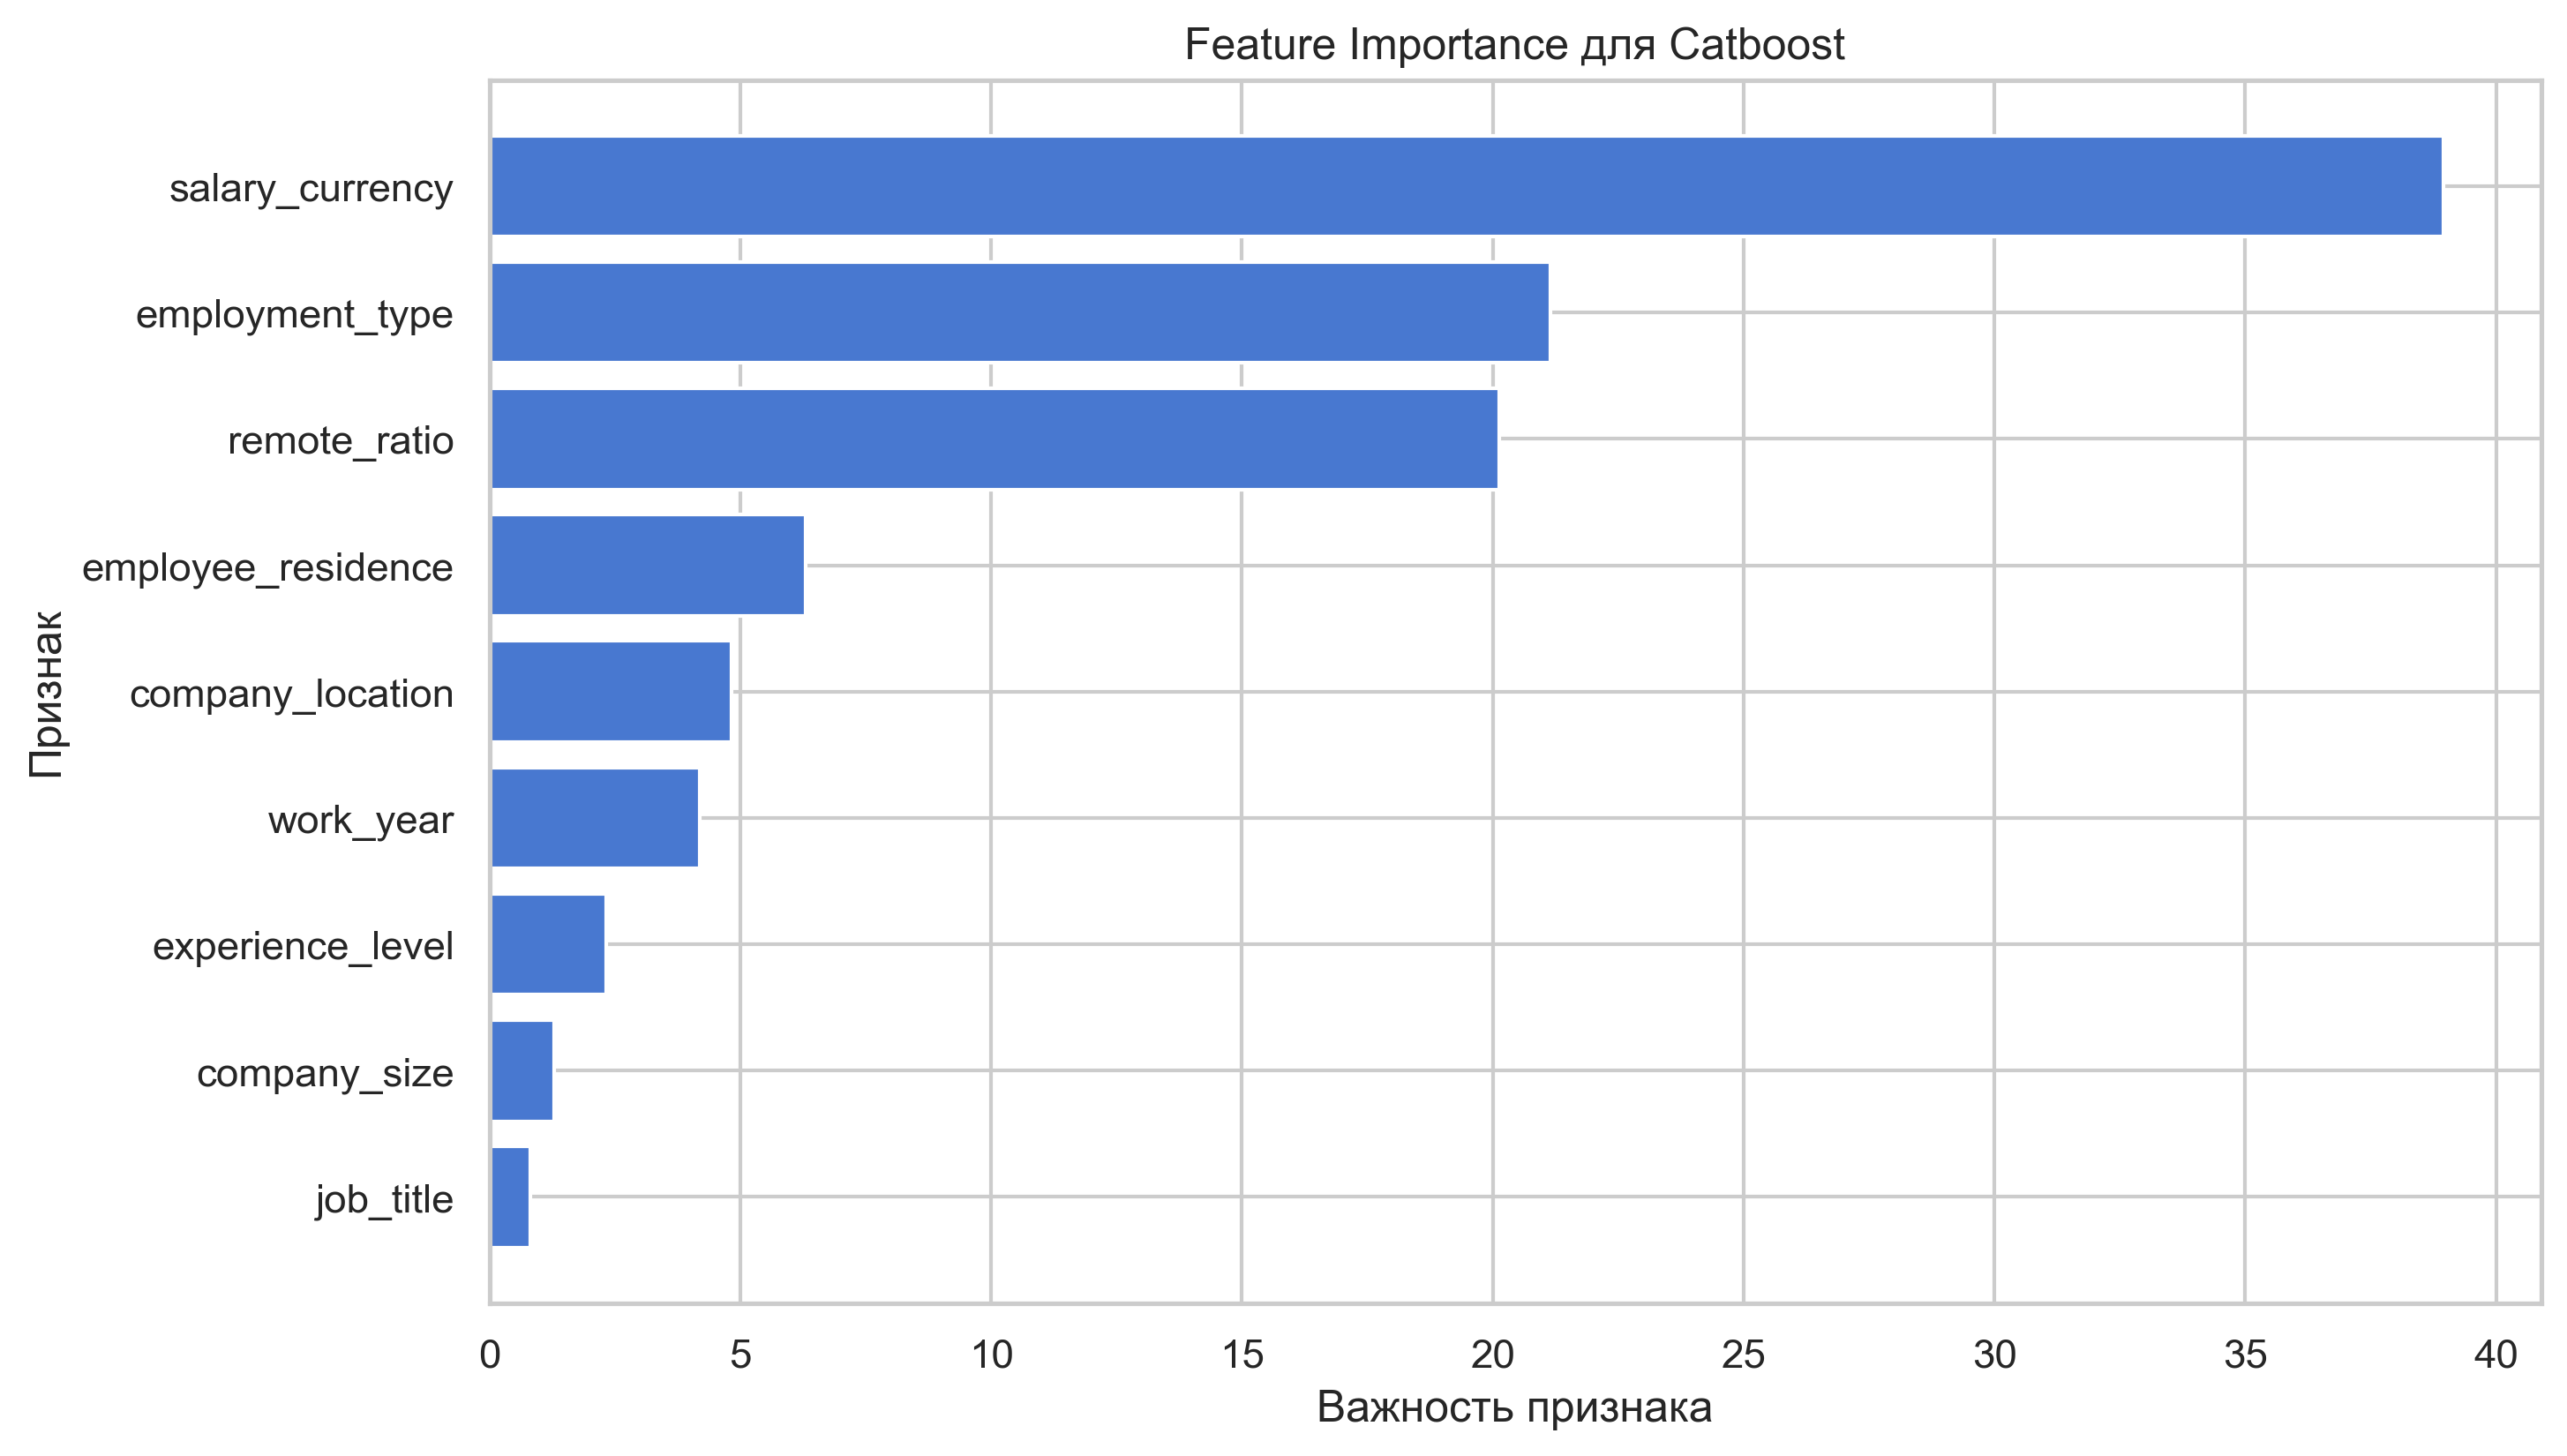 Feature Importance для Catboost
salary_currency
employment_type
remote_ratio
employee_residence
company_location
work_year
experience_level
company_size
job_title
Признак
0 5 10 15 20 25 30 35 40
Важность признака